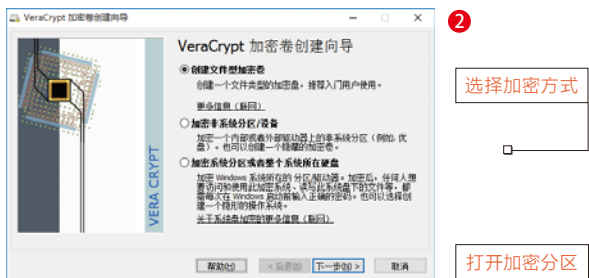 VeraCrypt 加密卷创建向导
VeraCrypt 加密卷创建向导
创建文件型加密卷
创建一个文件类型的加密盘，推荐入门用户使用。
更多信息（联网）
加密非系统分区/设备
加密一个内部或者外部驱动器上的非系统分区（例如，优
盘）。也可以创建一个隐藏的加密卷。
加密系统分区或者整个系统所在硬盘
加密 Windows 系统所在的 分区/驱动器。加密后，任何人想
要访问和使用此加密系统、读写此系统盘下的文件等，都
需每次在 Windows 启动前输入正确的密码。也可以选择创
建一个隐形的操作系统。
关于系统盘加密的更多信息（联网）
VERA CRYPT
帮助(H)
< 后退(B)
下一步(N) >
取消
2
选择加密方式
打开加密分区